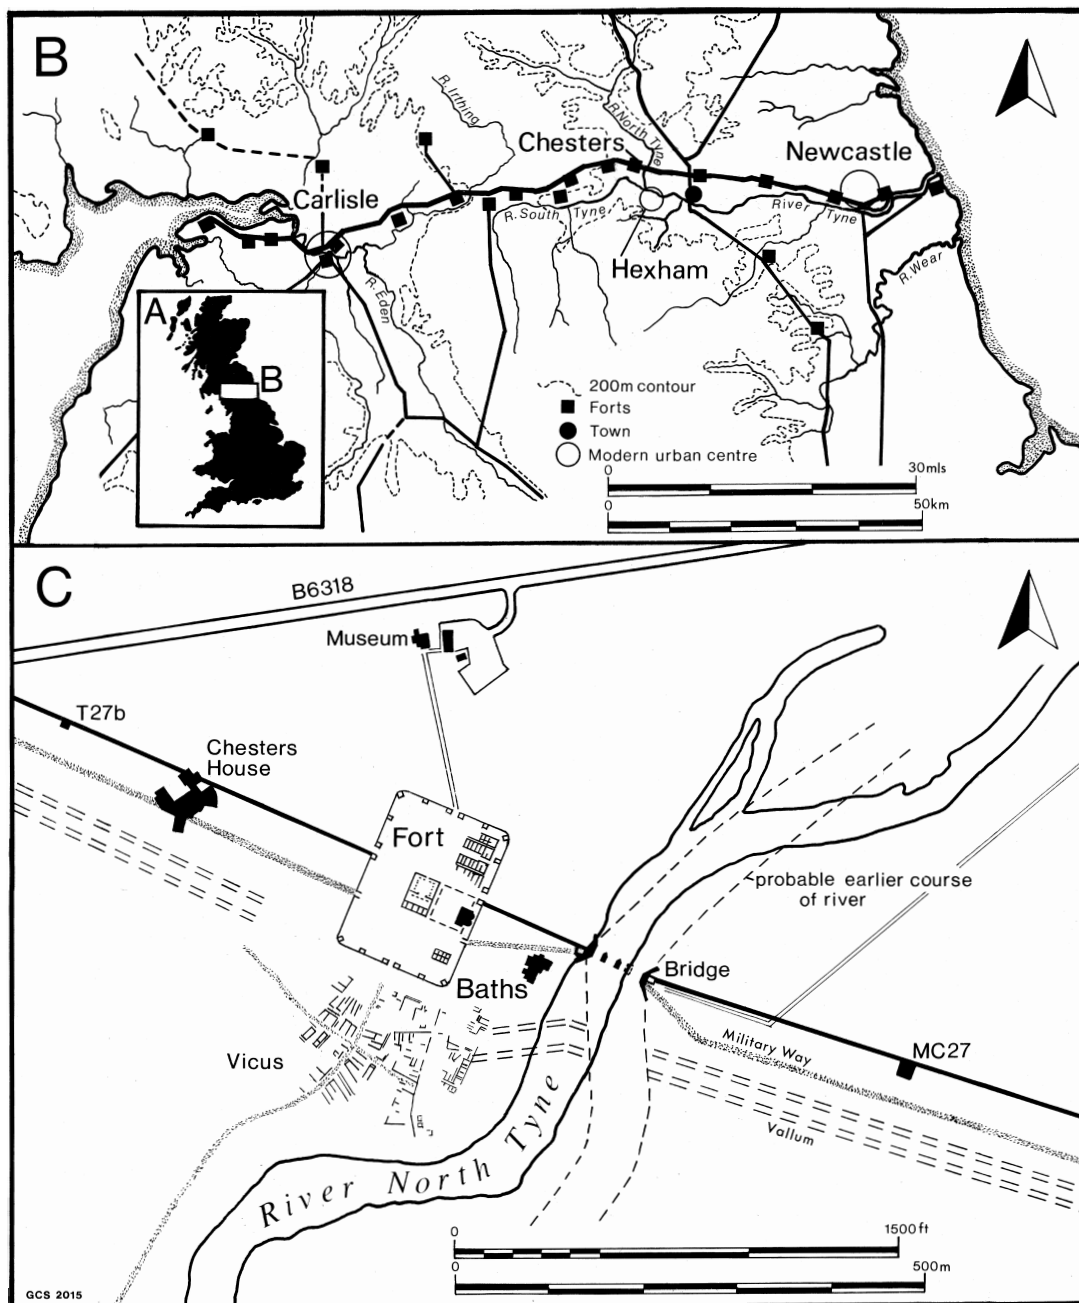 B
R. Irthing
R. North Tyne
Chesters
Newcastle
Carlisle
R. South Tyne
River Tyne
Hexham
R. Wear
R. Eden
A
B
200m contour
Forts
Town
Modern urban centre
0 30mls
0 50km
C
B6318
Museum
T27b
Chesters
House
Fort
probable earlier course
of river
Bridge
Baths
Military Way
MC27
Vicus
Vallum
River North Tyne
0 1500ft
0 500m
GCS 2015